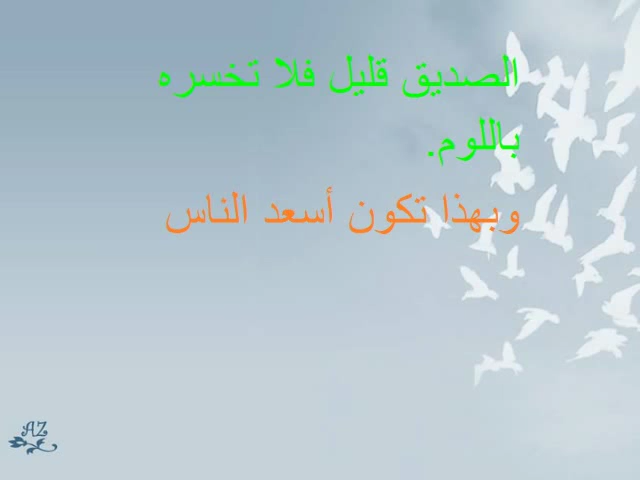 الصديق قليل فلا تخسره
باللوم.
وبهذا تكون أسعد الناس
AZ